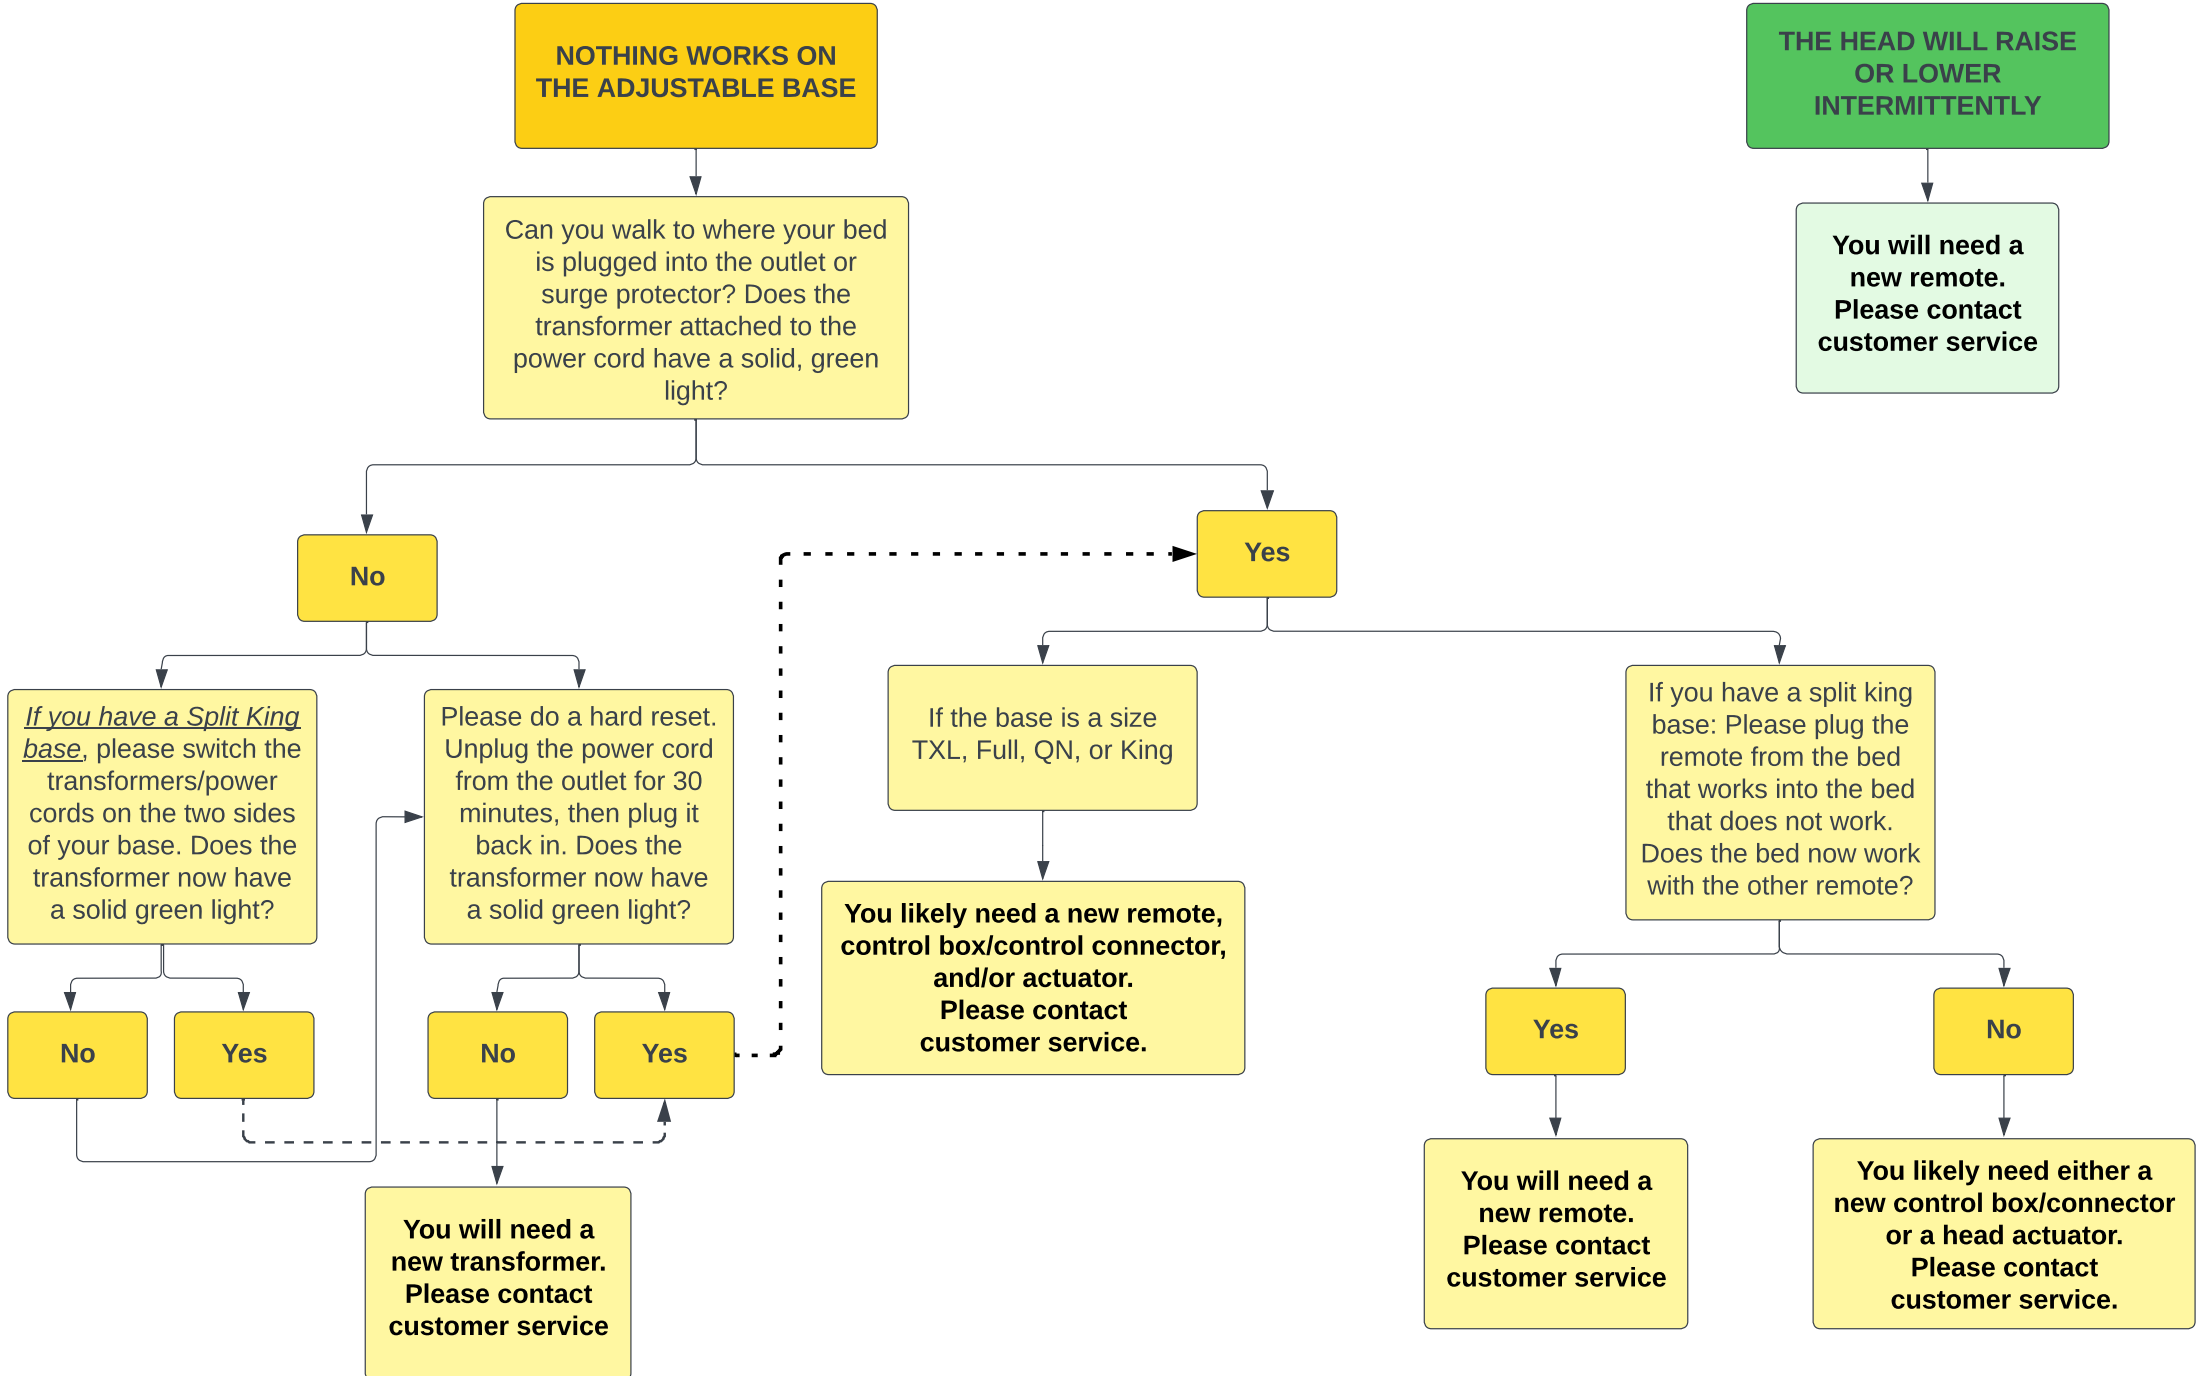 NOTHING WORKS ON
THE ADJUSTABLE BASE
THE HEAD WILL RAISE
OR LOWER
INTERMITTENTLY
Can you walk to where your bed
is plugged into the outlet or
surge protector? Does the
transformer attached to the
power cord have a solid, green
light?
You will need a
new remote.
Please contact
customer service
No
Yes
If you have a Split King
base, please switch the
transformers/power
cords on the two sides
of your base. Does the
transformer now have
a solid green light?
Please do a hard reset.
Unplug the power cord
from the outlet for 30
minutes, then plug it
back in. Does the
transformer now have
a solid green light?
If the base is a size
TXL, Full, QN, or King
If you have a split king
base: Please plug the
remote from the bed
that works into the bed
that does not work.
Does the bed now work
with the other remote?
You likely need a new remote,
control box/control connector,
and/or actuator.
Please contact
customer service.
No
Yes
No
Yes
Yes
No
You will need a
new transformer.
Please contact
customer service
You will need a
new remote.
Please contact
customer service
You likely need either a
new control box/connector
or a head actuator.
Please contact
customer service.